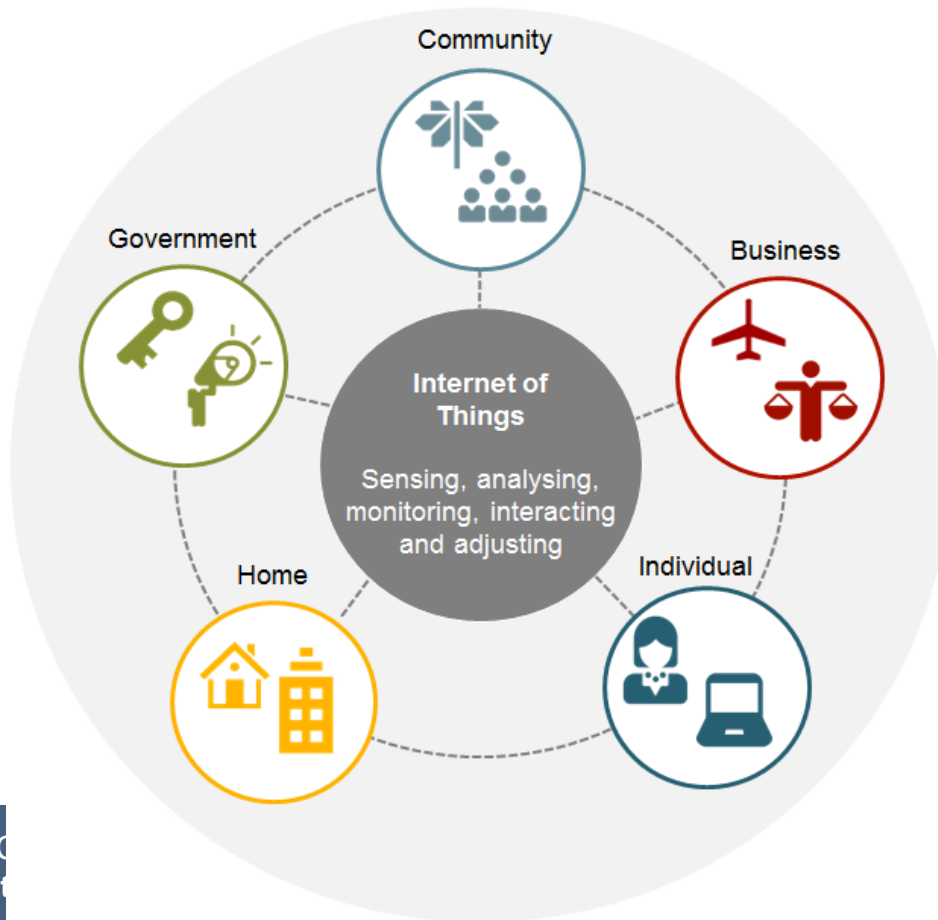 Community
Government
Business
Internet of
Things
Sensing, analysing,
monitoring, interacting
and adjusting
Home
Individual